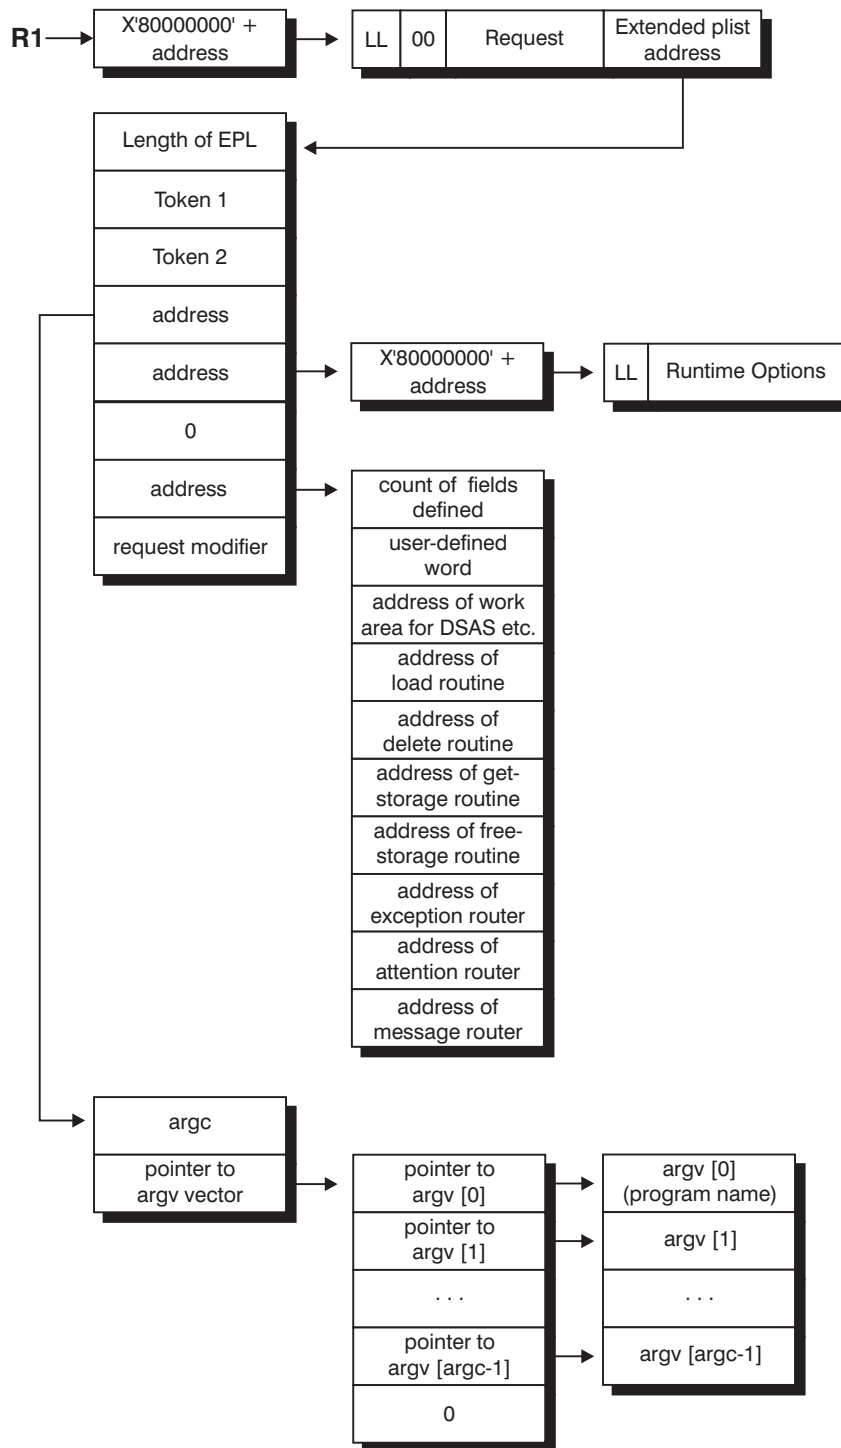 R1
X'80000000' +
address
LL
00
Request
Extended plist
address
Length of EPL
Token 1
Token 2
address
address
0
address
request modifier
X'80000000' +
address
LL
Runtime Options
count of fields
defined
user-defined
word
address of work
area for DSAS etc.
address of
load routine
address of
delete routine
address of get-
storage routine
address of free-
storage routine
address of
exception router
address of
attention router
address of
message router
argc
pointer to
argv vector
pointer to
argv [0]
pointer to
argv [1]
. . .
pointer to
argv [argc-1]
0
argv [0]
(program name)
argv [1]
. . .
argv [argc-1]